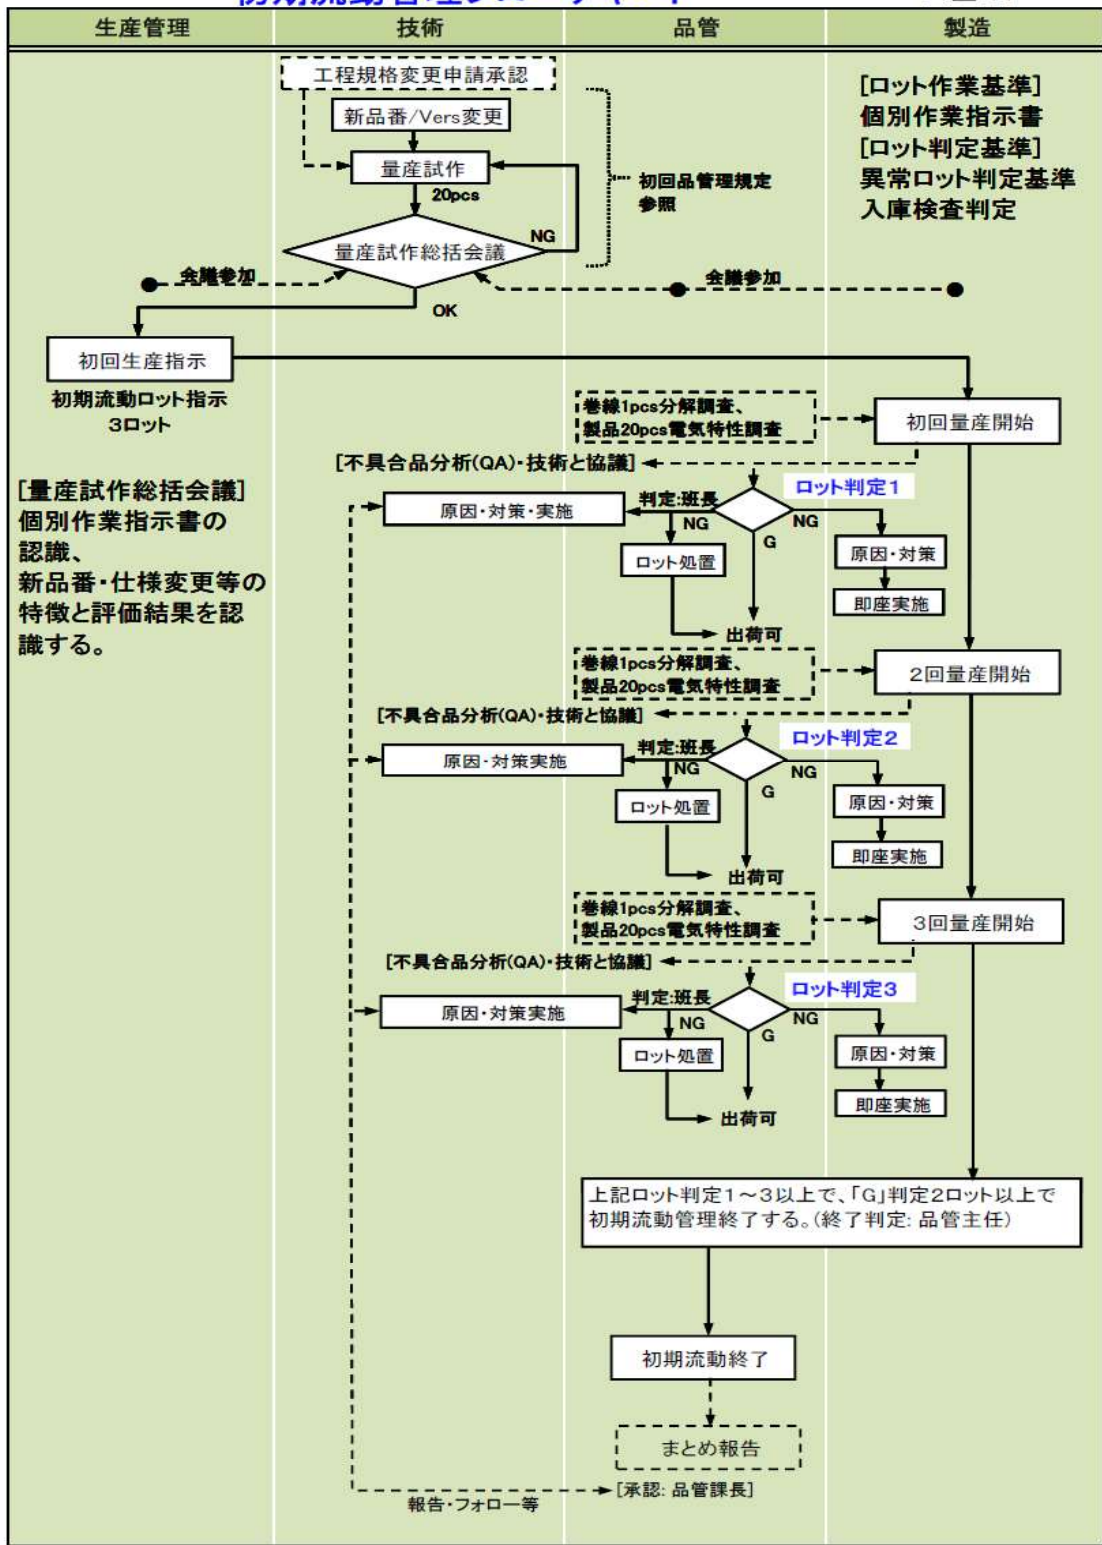 生産管理
技術
品管
製造
工程規格変更申請承認
新品番/Vers変更
量産試作
20pcs
量産試作総括会議
NG
OK
初回品管理規定
参照
[ロット作業基準]
個別作業指示書
[ロット判定基準]
異常ロット判定基準
入庫検査判定
会議参加
会議参加
初回生産指示
初期流動ロット指示
3ロット
[量産試作総括会議]
個別作業指示書の
認識、
新品番・仕様変更等の
特徴と評価結果を認
識する。
巻線1pcs分解調査、
製品20pcs電気特性調査
初回量産開始
[不具合品分析(QA)・技術と協議]
ロット判定1
判定:班長
原因・対策・実施
NG
NG
G
ロット処置
原因・対策
即座実施
出荷可
巻線1pcs分解調査、
製品20pcs電気特性調査
2回量産開始
[不具合品分析(QA)・技術と協議]
ロット判定2
判定:班長
原因・対策実施
NG
NG
G
ロット処置
原因・対策
即座実施
出荷可
巻線1pcs分解調査、
製品20pcs電気特性調査
3回量産開始
[不具合品分析(QA)・技術と協議]
ロット判定3
判定:班長
原因・対策実施
NG
NG
G
ロット処置
原因・対策
即座実施
出荷可
上記ロット判定1～3以上で、「G」判定2ロット以上で
初期流動管理終了する。(終了判定: 品管主任)
初期流動終了
まとめ報告
[承認: 品管課長]
報告・フォロー等